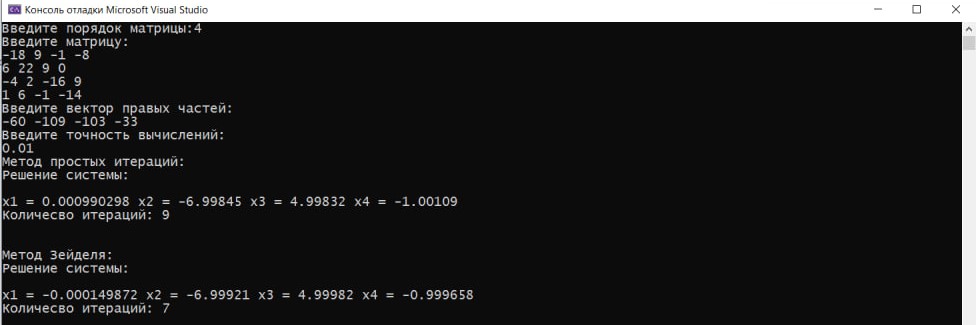 Консоль отладки Microsoft Visual Studio
Введите порядок матрицы:4
Введите матрицу:
-18 9 -1 -8
6 22 9 0
-4 2 -16 9
1 6 -1 -14
Введите вектор правых частей:
-60 -109 -103 -33
Введите точность вычислений:
0.01
Метод простых итераций:
Решение системы:
x1 = 0.000990298 x2 = -6.99845 x3 = 4.99832 x4 = -1.00109
Количесво итераций: 9
Метод Зейделя:
Решение системы:
x1 = -0.000149872 x2 = -6.99921 x3 = 4.99982 x4 = -0.999658
Количесво итераций: 7